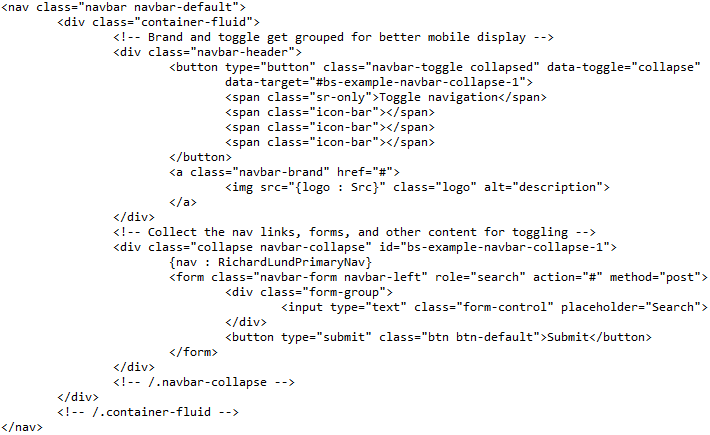 <nav class="navbar navbar-default">
<div class="container-fluid">
<!-- Brand and toggle get grouped for better mobile display -->
<div class="navbar-header">
<button type="button" class="navbar-toggle collapsed" data-toggle="collapse"
data-target="#bs-example-navbar-collapse-1">
<span class="sr-only">Toggle navigation</span>
<span class="icon-bar"></span>
<span class="icon-bar"></span>
<span class="icon-bar"></span>
</button>
<a class="navbar-brand" href="#">
<img src="{logo : Src}" class="logo" alt="description">
</a>
</div>
<!-- Collect the nav links, forms, and other content for toggling -->
<div class="collapse navbar-collapse" id="bs-example-navbar-collapse-1">
{nav : RichardLundPrimaryNav}
<form class="navbar-form navbar-left" role="search" action="#" method="post">
<div class="form-group">
<input type="text" class="form-control" placeholder="Search">
</div>
<button type="submit" class="btn btn-default">Submit</button>
</form>
</div>
<!-- /.navbar-collapse -->
</div>
<!-- /.container-fluid -->
</nav>